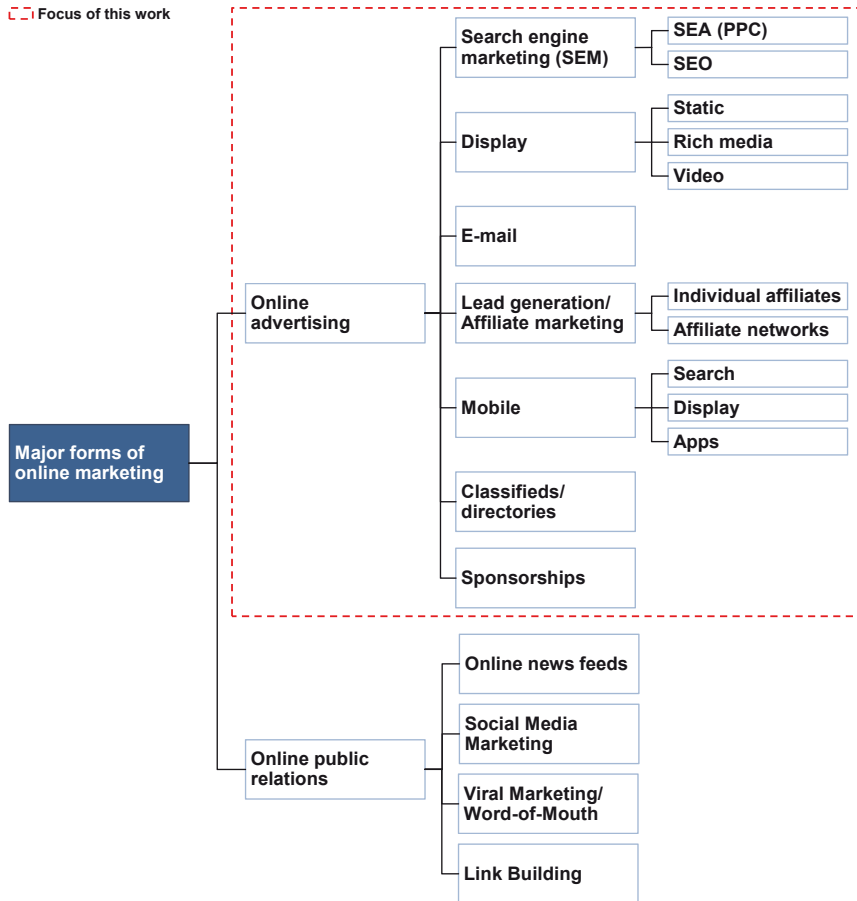 Focus of this work
Search engine
marketing (SEM)
SEA (PPC)
SEO
Display
Static
Rich media
Video
E-mail
Online
advertising
Lead generation/
Affiliate marketing
Individual affiliates
Affiliate networks
Mobile
Search
Display
Apps
Major forms of
online marketing
Classifieds/
directories
Sponsorships
Online news feeds
Social Media
Marketing
Online public
relations
Viral Marketing/
Word-of-Mouth
Link Building